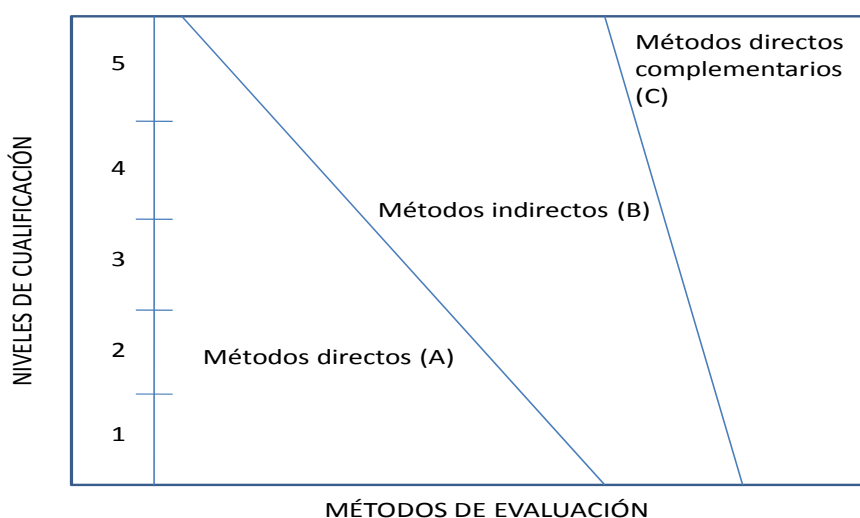 NIVELES DE CUALIFICACIÓN
5
4
3
2
1
Métodos directos
complementarios
(C)
Métodos indirectos (B)
Métodos directos (A)
MÉTODOS DE EVALUACIÓN